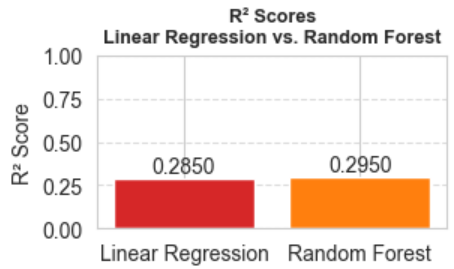 R² Scores
Linear Regression vs. Random Forest
R² Score
1.00
0.75
0.50
0.25
0.00
0.2850
0.2950
Linear Regression
Random Forest